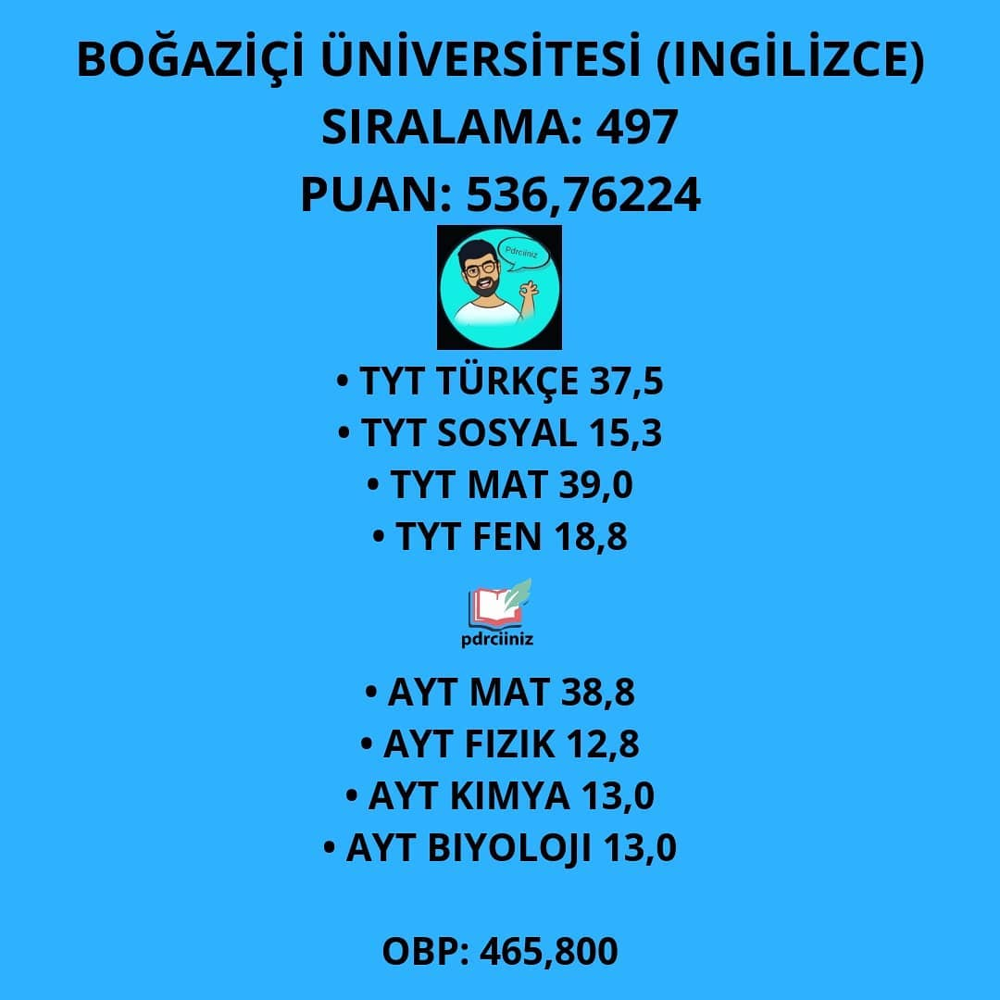 BOĞAZİÇİ ÜNİVERSİTESİ (INGİLİZCE)
SIRALAMA: 497
PUAN: 536,76224
Pdrciiniz
• TYT TÜRKÇE 37,5
• TYT SOSYAL 15,3
• TYT MAT 39,0
• TYT FEN 18,8
pdrciiniz
• AYT MAT 38,8
• AYT FIZIK 12,8
• AYT KIMYA 13,0
• AYT BIYOLOJI 13,0
OBP: 465,800